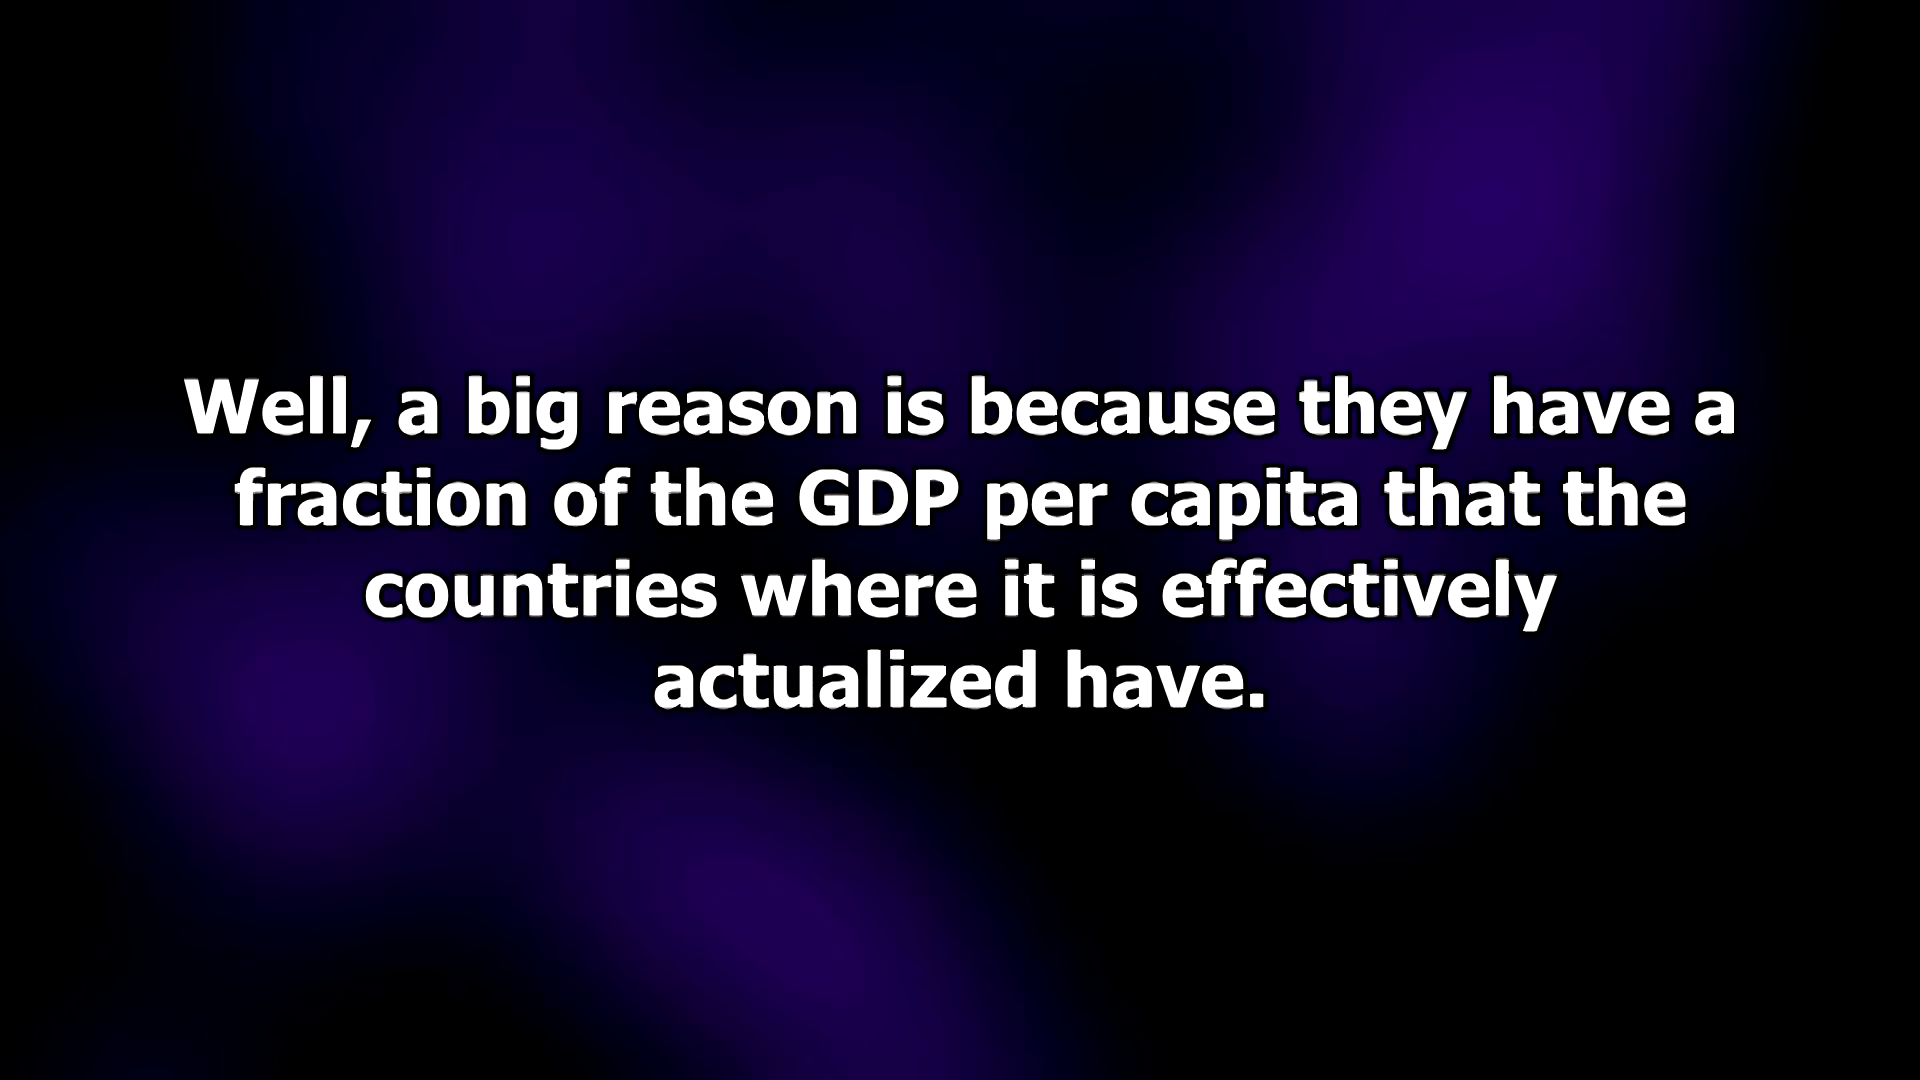 Well, a big reason is because they have a
fraction of the GDP per capita that the
countries where it is effectively
actualized have.